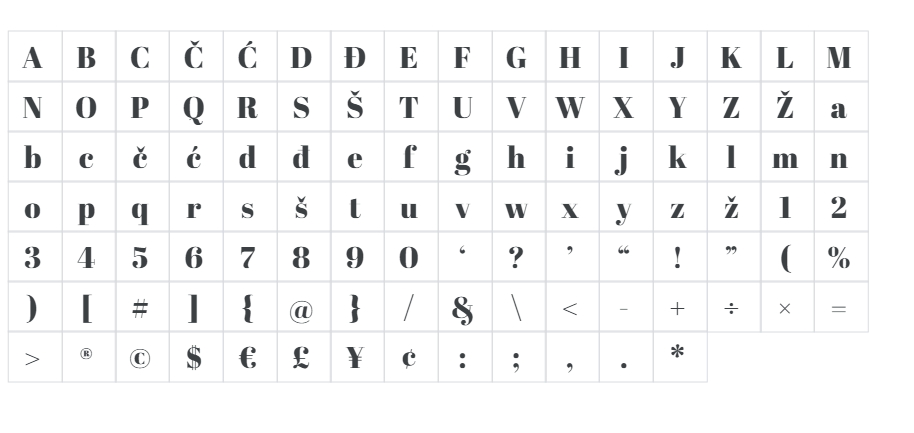 A B C Č Ć D Đ E F G H I J K L M
N O P Q R S Š T U V W X Y Z Ž a
b c č ć d đ e f g h i j k l m n
o p q r s š t u v w x y z ž 1 2
3 4 5 6 7 8 9 0 ‘ ? ’ “ ! ” ( %
) [ # ] { @ } / & \ < - + ÷ × =
> ® © $ € £ ¥ ¢ : ; , . *